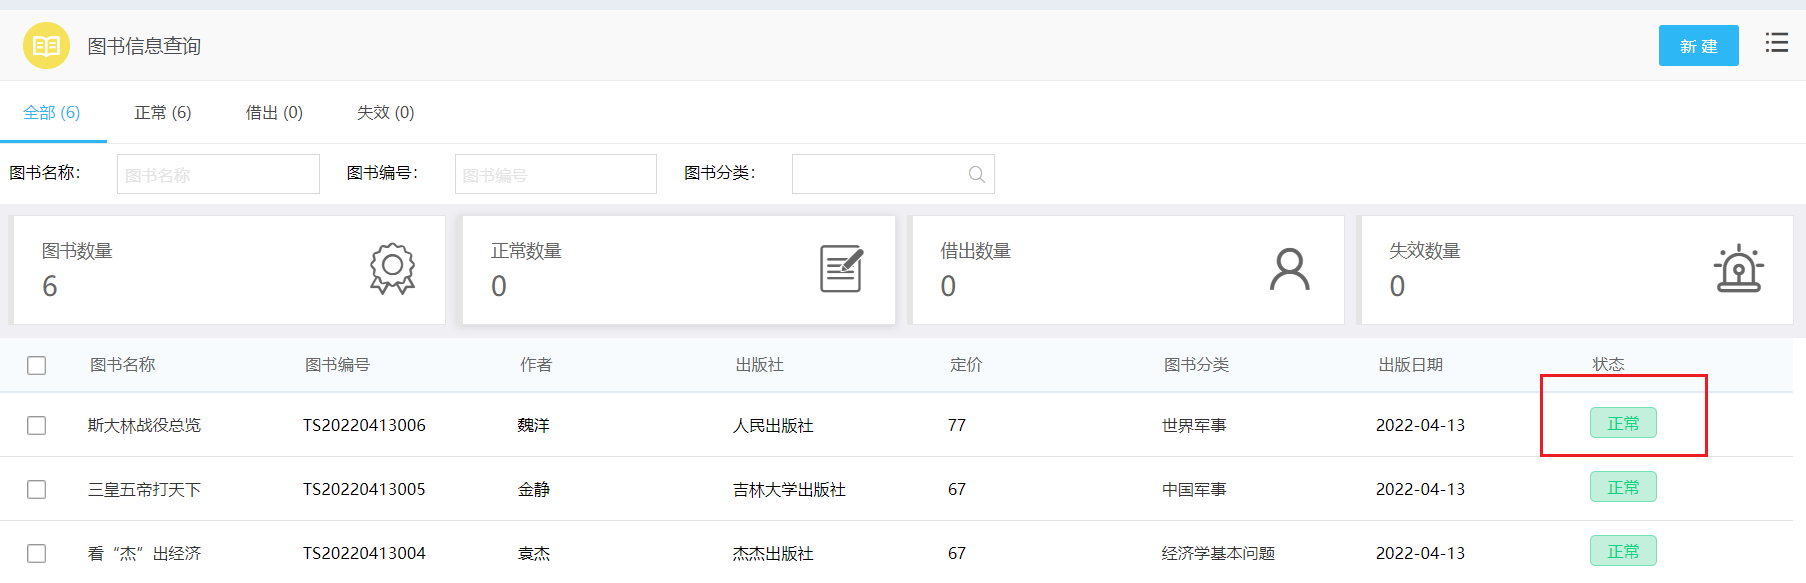 图书信息查询
新 建
全部 (6) 正常 (6) 借出 (0) 失效 (0)
图书名称： 图书名称 图书编号： 图书编号 图书分类：
图书数量 正常数量 借出数量 失效数量
6 0 0 0
图书名称 图书编号 作者 出版社 定价 图书分类 出版日期 状态
斯大林战役总览 TS20220413006 魏洋 人民出版社 77 世界军事 2022-04-13 正常
三皇五帝打天下 TS20220413005 金静 吉林大学出版社 67 中国军事 2022-04-13 正常
看“杰”出经济 TS20220413004 袁杰 杰杰出版社 67 经济学基本问题 2022-04-13 正常